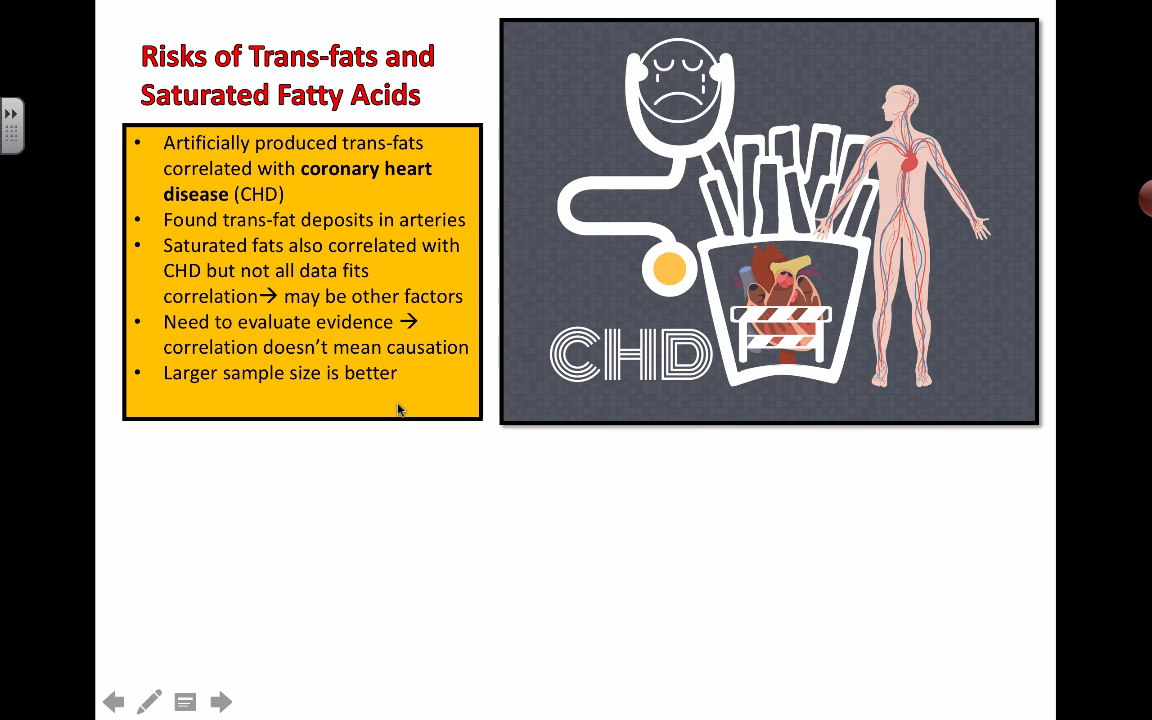 Risks of Trans-fats and
Saturated Fatty Acids
• Artificially produced trans-fats
correlated with coronary heart
disease (CHD)
• Found trans-fat deposits in arteries
• Saturated fats also correlated with
CHD but not all data fits
correlation→ may be other factors
• Need to evaluate evidence →
correlation doesn’t mean causation
• Larger sample size is better
CHD